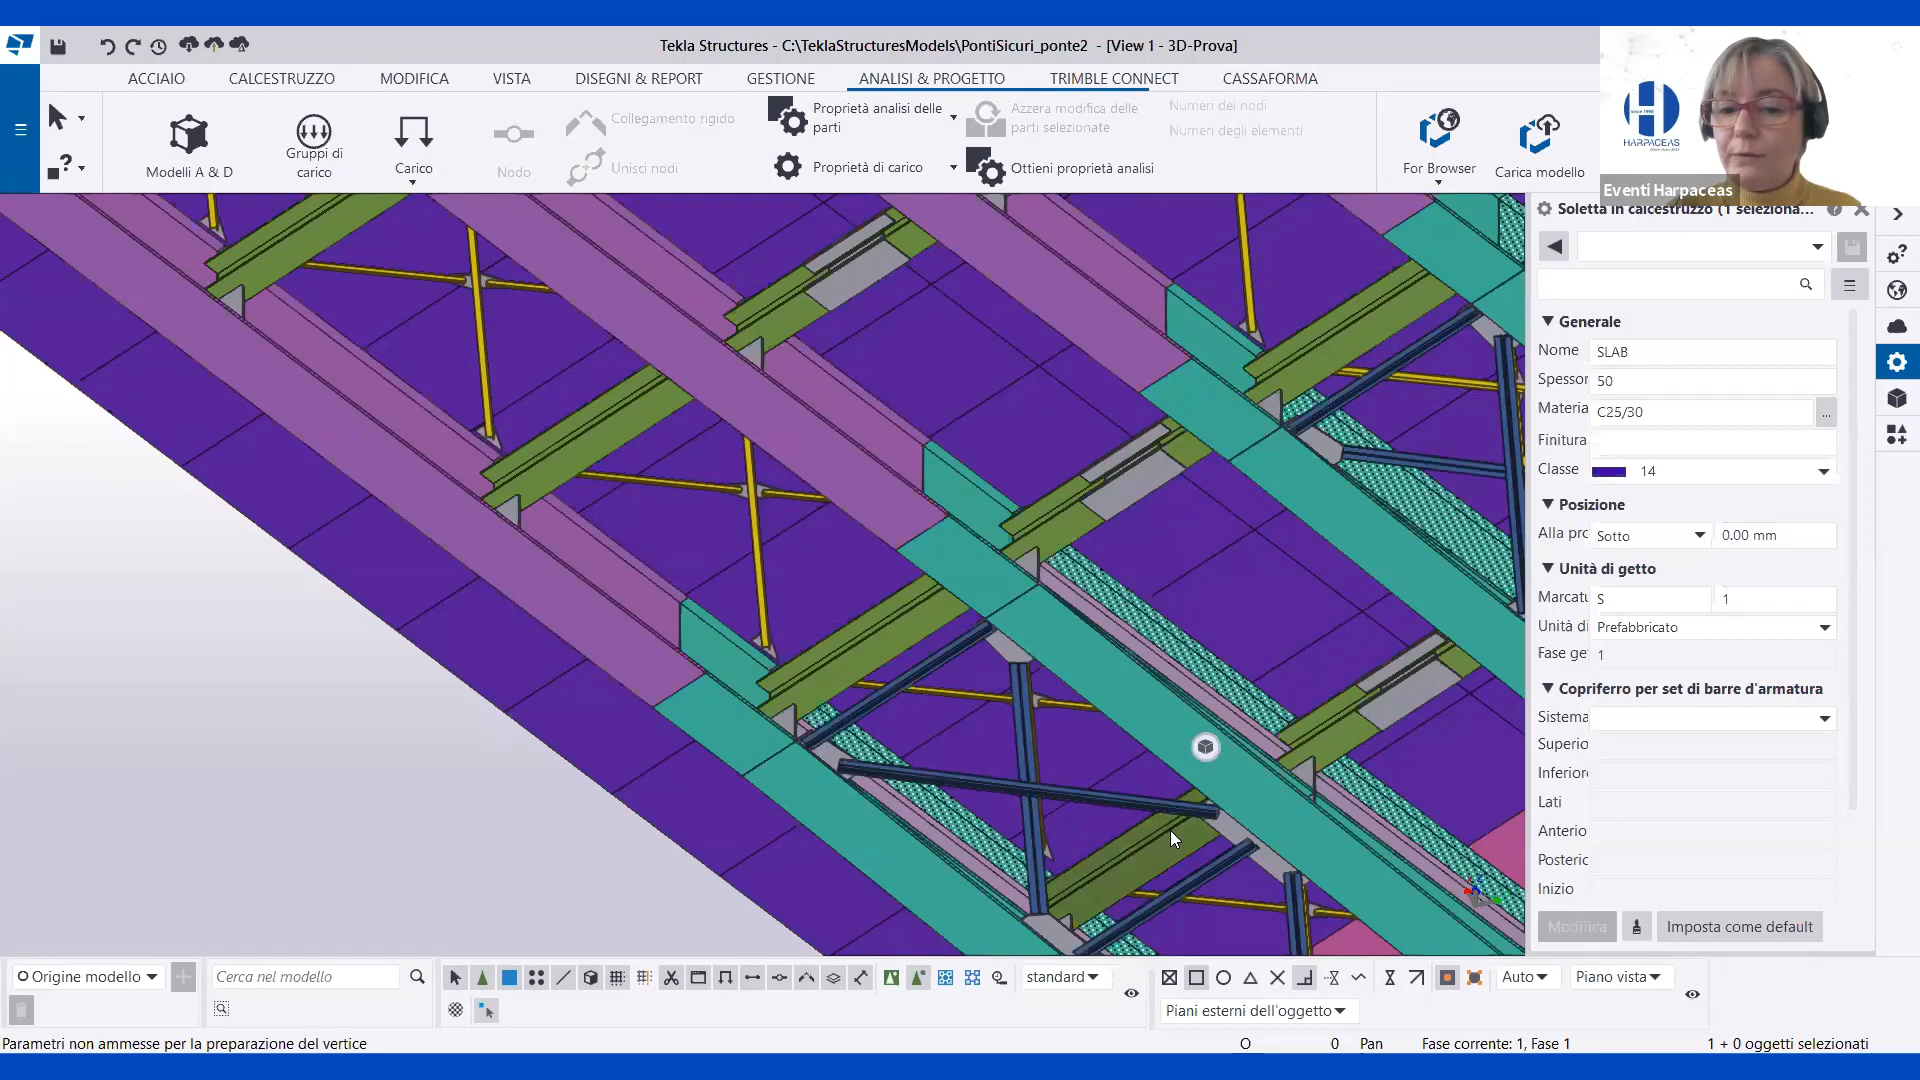 Tekla Structures - C:\TeklaStructuresModels\PontiSicuri_ponte2 - [View 1 - 3D-Prova]
ACCIAIO CALCESTRUZZO MODIFICA VISTA DISEGNI & REPORT GESTIONE ANALISI & PROGETTO TRIMBLE CONNECT CASSAFORMA
Modelli A & D
Gruppi di
carico
Carico
Nodo
Collegamento rigido
Unisci nodi
Proprietà analisi delle
parti
Proprietà di carico
Azzera modifica delle
parti selezionate
Ottieni proprietà analisi
Numeri dei nodi
Numeri degli elementi
For Browser
Carica modello
HARPACEAS
Eventi Harpaceas
Soletta in calcestruzzo (1 seleziona...
Generale
Nome SLAB
Spessor 50
Materia C25/30 ...
Finitura
Classe 14
Posizione
Alla pro Sotto 0.00 mm
Unità di getto
Marcatu S 1
Unità di Prefabbricato
Fase ge 1
Copriferro per set di barre d'armatura
Sistema
Superio
Inferiore
Lati
Anterio
Posterio
Inizio
Modifica Imposta come default
Origine modello
Cerca nel modello
standard
Auto
Piano vista
Piani esterni dell'oggetto
Parametri non ammesse per la preparazione del vertice
O 0 Pan Fase corrente: 1, Fase 1 1 + 0 oggetti selezionati